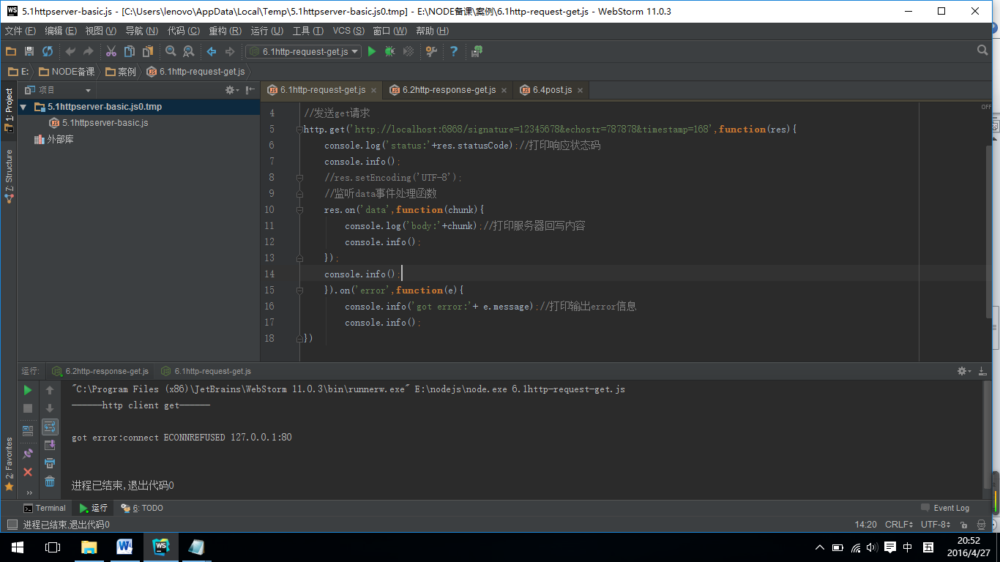 5.1httpserver-basic.js - [C:\Users\lenovo\AppData\Local\Temp\5.1httpserver-basic.js0.tmp] - E:\NODE备课\案例\6.1http-request-get.js - WebStorm 11.0.3
文件 (F) 编辑 (E) 视图 (V) 导航 (N) 代码 (C) 重构 (R) 运行 (U) 工具 (T) VCS (S) 窗口 (W) 帮助 (H)
6.1http-request-get.js
E: NODE备课 案例 6.1http-request-get.js
1: Project
7: Structure
2: Favorites
项目
5.1httpserver-basic.js0.tmp
5.1httpserver-basic.js
外部库
6.1http-request-get.js 6.2http-response-get.js 6.4post.js
OFF
4 //发送get请求
5 http.get('http://localhost:6868/signature=12345678&echostr=787878&timestamp=168',function(res){
6 console.log('status:'+res.statusCode);//打印响应状态码
7 console.info();
8 //res.setEncoding('UTF-8');
9 //监听data事件处理函数
10 res.on('data',function(chunk){
11 console.log('body:'+chunk);//打印服务器回写内容
12 console.info();
13 });
14 console.info();
15 }).on('error',function(e){
16 console.info('got error:'+ e.message);//打印输出error信息
17 console.info();
18 })
运行: 6.2http-response-get.js 6.1http-request-get.js
"C:\Program Files (x86)\JetBrains\WebStorm 11.0.3\bin\runnerw.exe" E:\nodejs\node.exe 6.1http-request-get.js
——————http client get——————
got error:connect ECONNREFUSED 127.0.0.1:80
进程已结束,退出代码0
Terminal 运行 6: TODO Event Log
进程已结束,退出代码0 14:20 CRLF UTF-8
中 五 20:52
2016/4/27